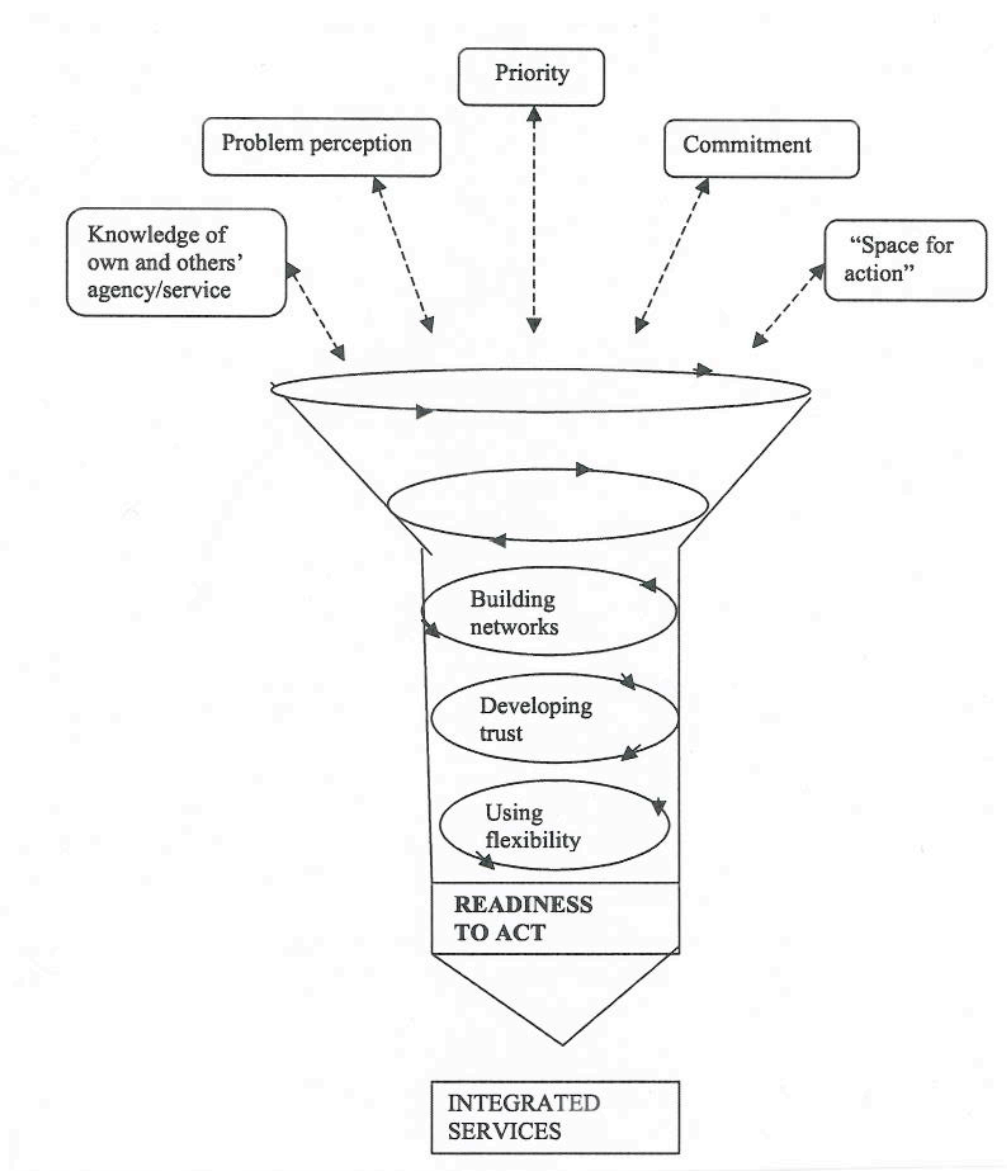 Priority
Problem perception
Commitment
Knowledge of
own and others’
agency/service
“Space for
action”
Building
networks
Developing
trust
Using
flexibility
READINESS
TO ACT
INTEGRATED
SERVICES